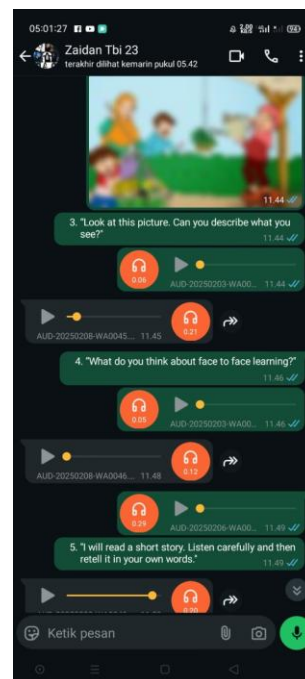 05:01:27
Zaidan Tbi 23
terakhir dilihat kemarin pukul 05.42
11.44
3. "Look at this picture. Can you describe what you
see?"
11.44
0.06
AUD-20250203-WA00... 11.44
AUD-20250208-WA0045... 11.45
0.21
4. "What do you think about face to face learning?"
11.46
0.05
AUD-20250203-WA00... 11.46
AUD-20250208-WA0046... 11.48
0.12
0.29
AUD-20250206-WA00... 11.49
5. "I will read a short story. Listen carefully and then
retell it in your own words."
11.49
0.20
Ketik pesan